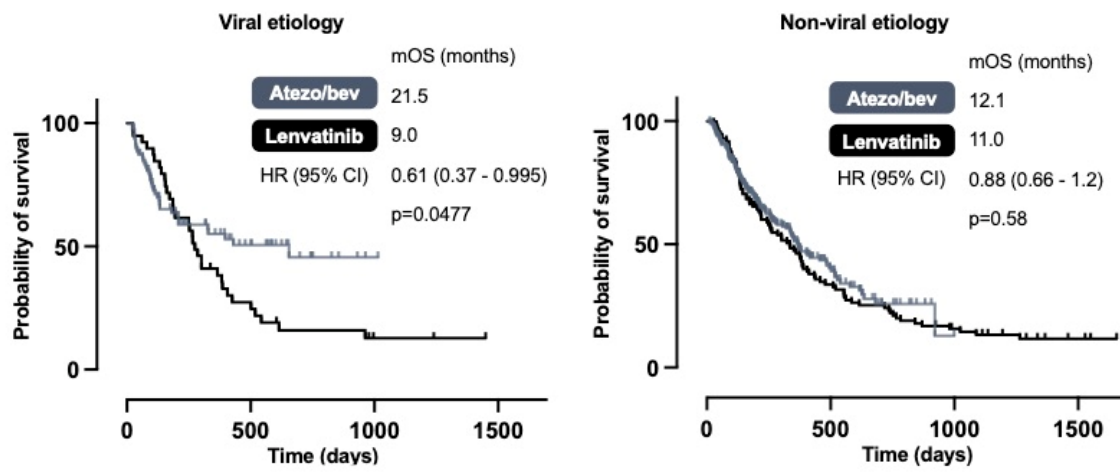 Viral etiology
mOS (months)
Atezo/bev 21.5
Lenvatinib 9.0
HR (95% CI) 0.61 (0.37 - 0.995)
p=0.0477
Probability of survival
100
50
0
0 500 1000 1500
Time (days)
Non-viral etiology
mOS (months)
Atezo/bev 12.1
Lenvatinib 11.0
HR (95% CI) 0.88 (0.66 - 1.2)
p=0.58
Probability of survival
100
50
0
0 500 1000 1500
Time (days)